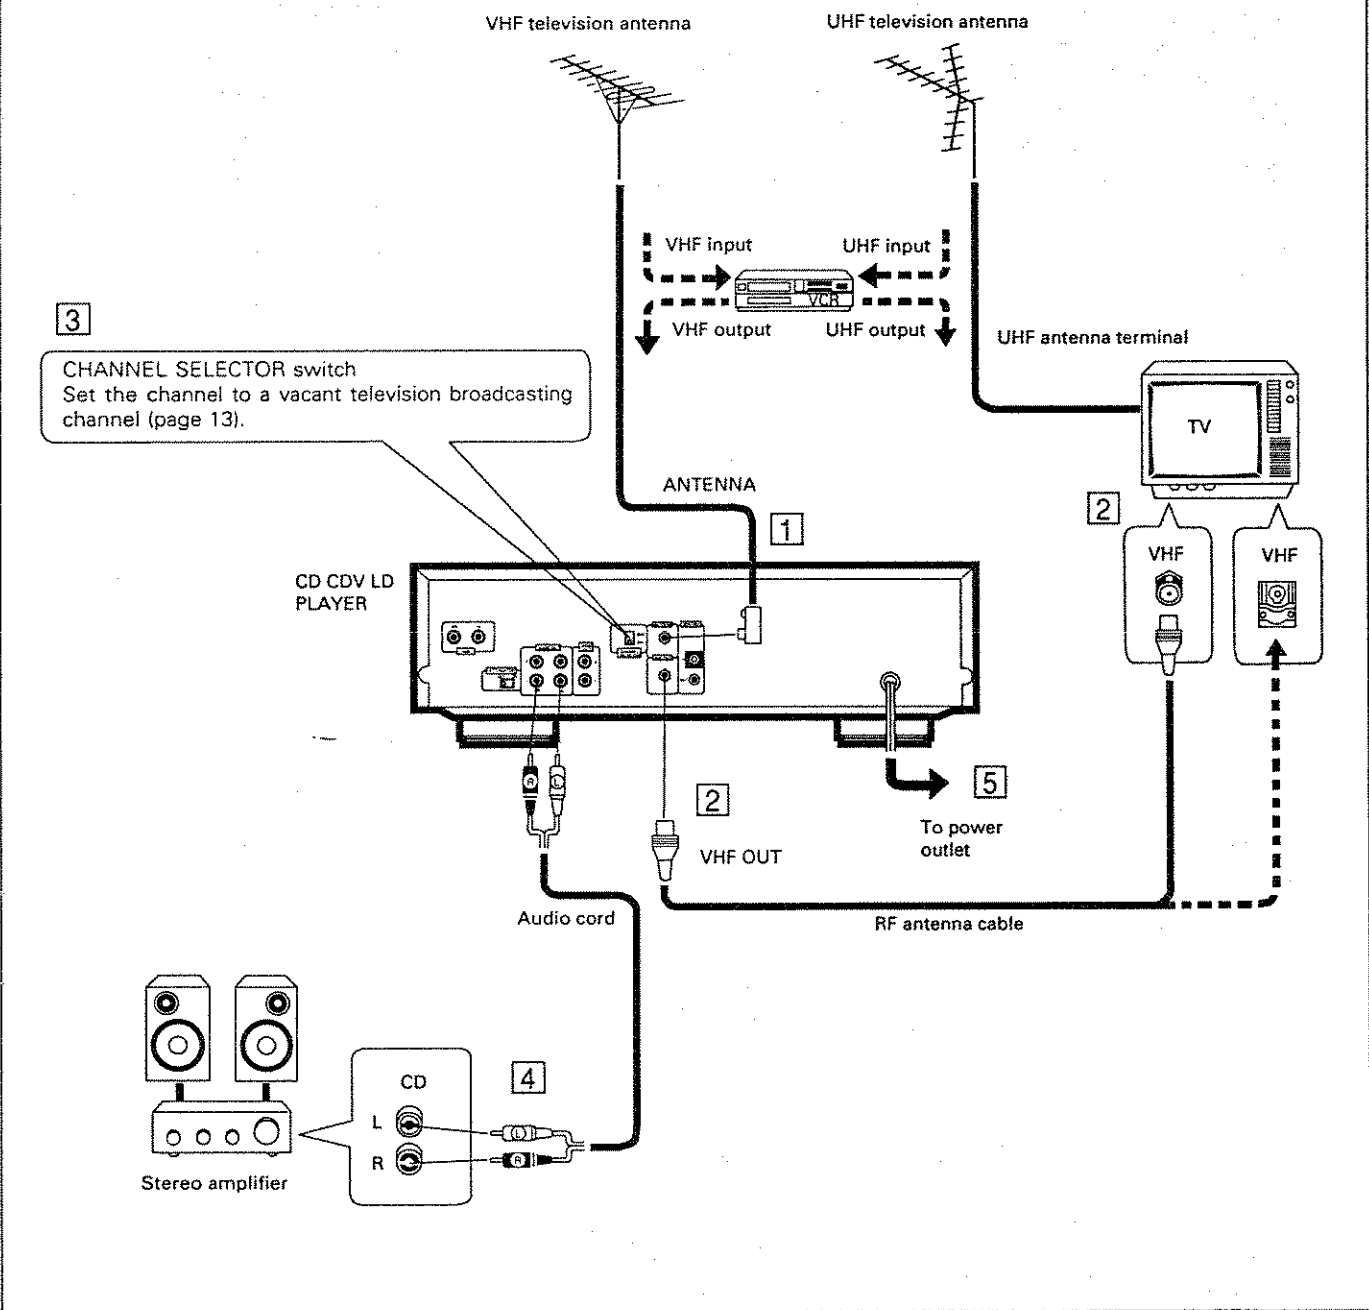 VHF television antenna
UHF television antenna
VHF input
UHF input
VCR
VHF output
UHF output
UHF antenna terminal
3
CHANNEL SELECTOR switch
Set the channel to a vacant television broadcasting
channel (page 13).
TV
ANTENNA
1
2
VHF
VHF
CD CDV LD
PLAYER
R
L
2
VHF OUT
5
To power
outlet
Audio cord
RF antenna cable
4
CD
L
L
R
R
Stereo amplifier